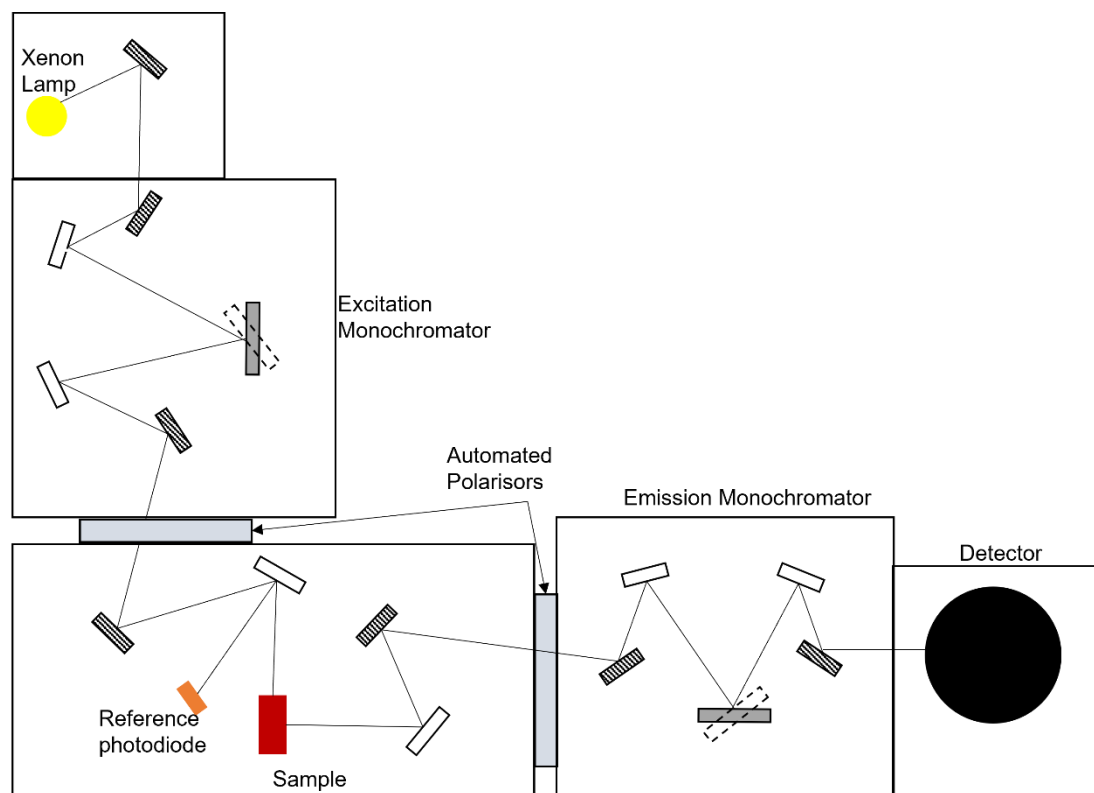 Xenon
Lamp
Excitation
Monochromator
Automated
Polarisors
Emission Monochromator
Detector
Reference
photodiode
Sample